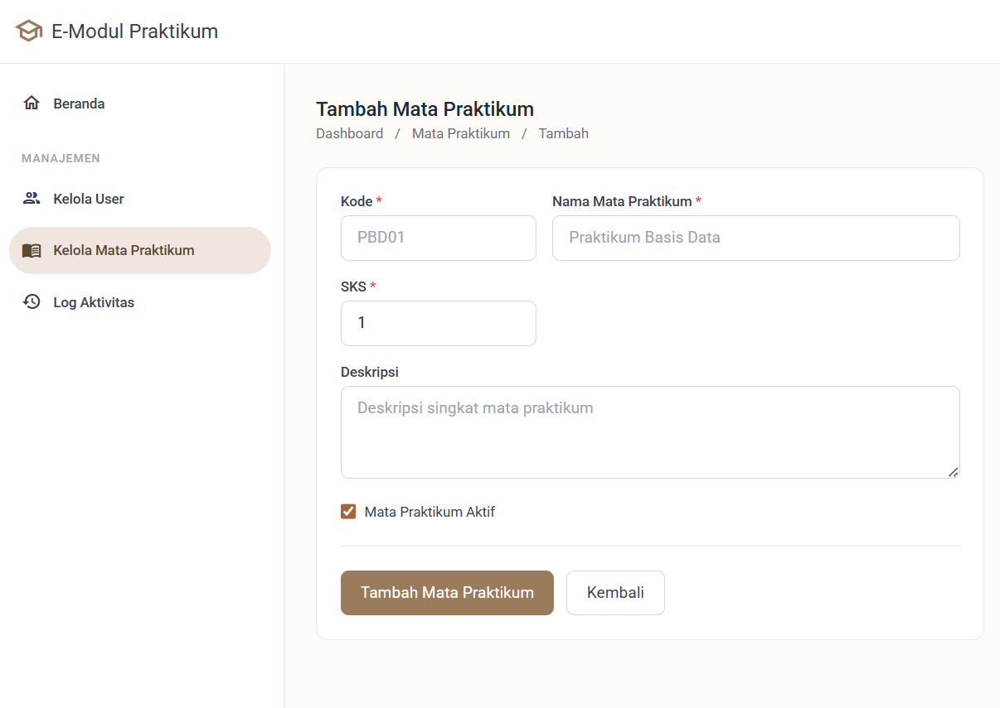 E-Modul Praktikum
Beranda
MANAJEMEN
Kelola User
Kelola Mata Praktikum
Log Aktivitas
Tambah Mata Praktikum
Dashboard / Mata Praktikum / Tambah
Kode * Nama Mata Praktikum *
PBD01 Praktikum Basis Data
SKS *
1
Deskripsi
Deskripsi singkat mata praktikum
Mata Praktikum Aktif
Tambah Mata Praktikum Kembali